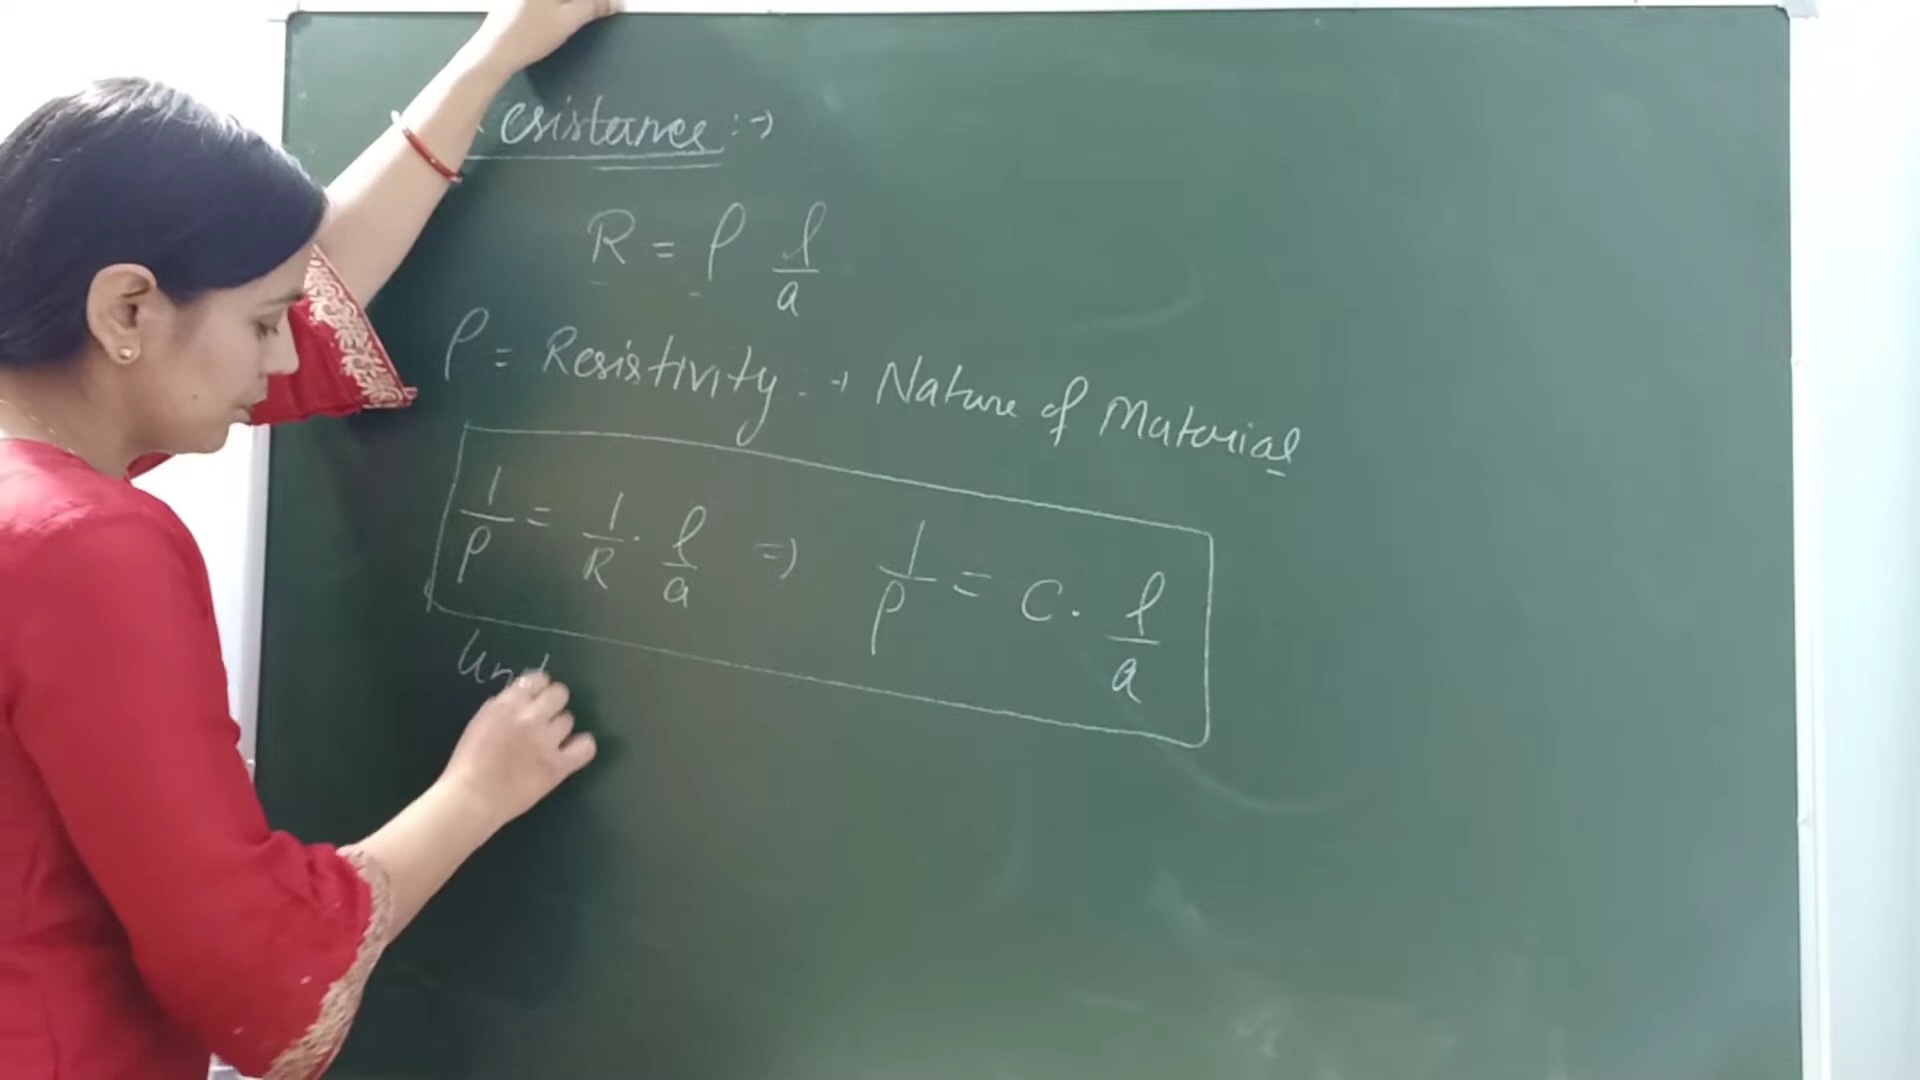 esistance :→
R = ρ l/a
ρ = Resistivity → Nature of Material
1/ρ = 1/R . l/a ⇒ 1/ρ = C . l/a